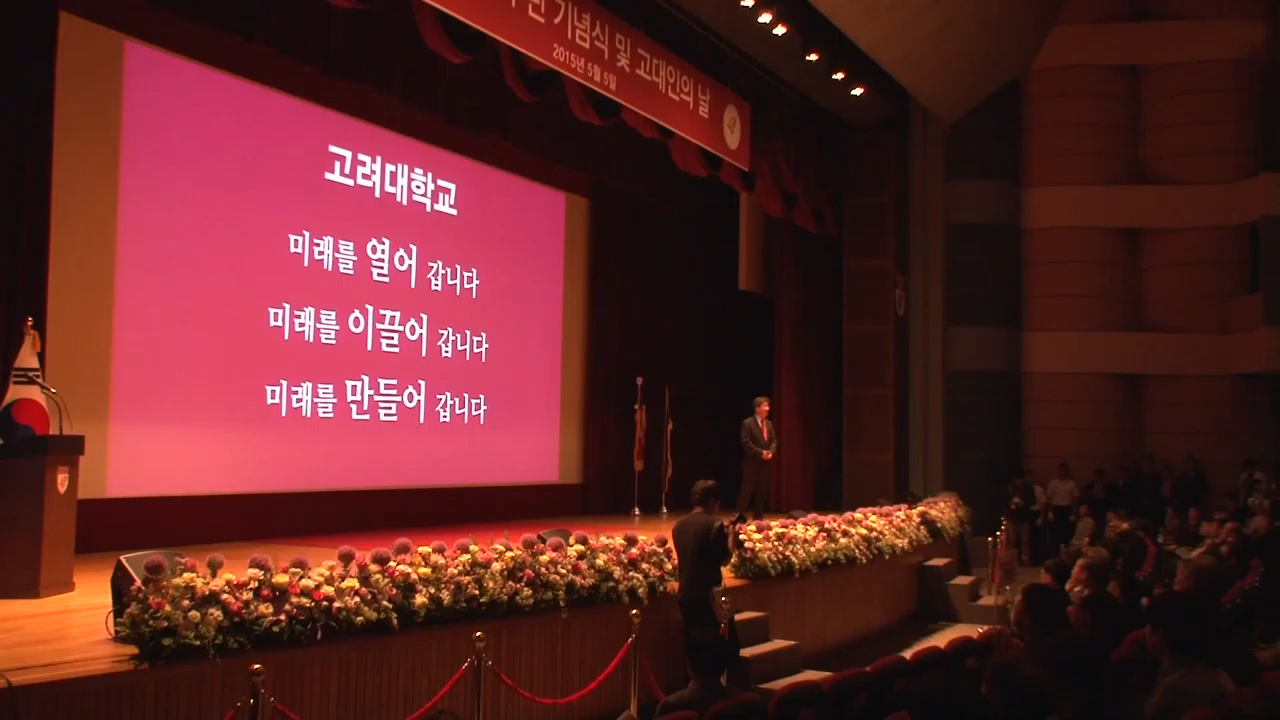 년 기념식 및 고대인의 날
2015년 5월 5일
고려대학교
미래를 열어 갑니다
미래를 이끌어 갑니다
미래를 만들어 갑니다